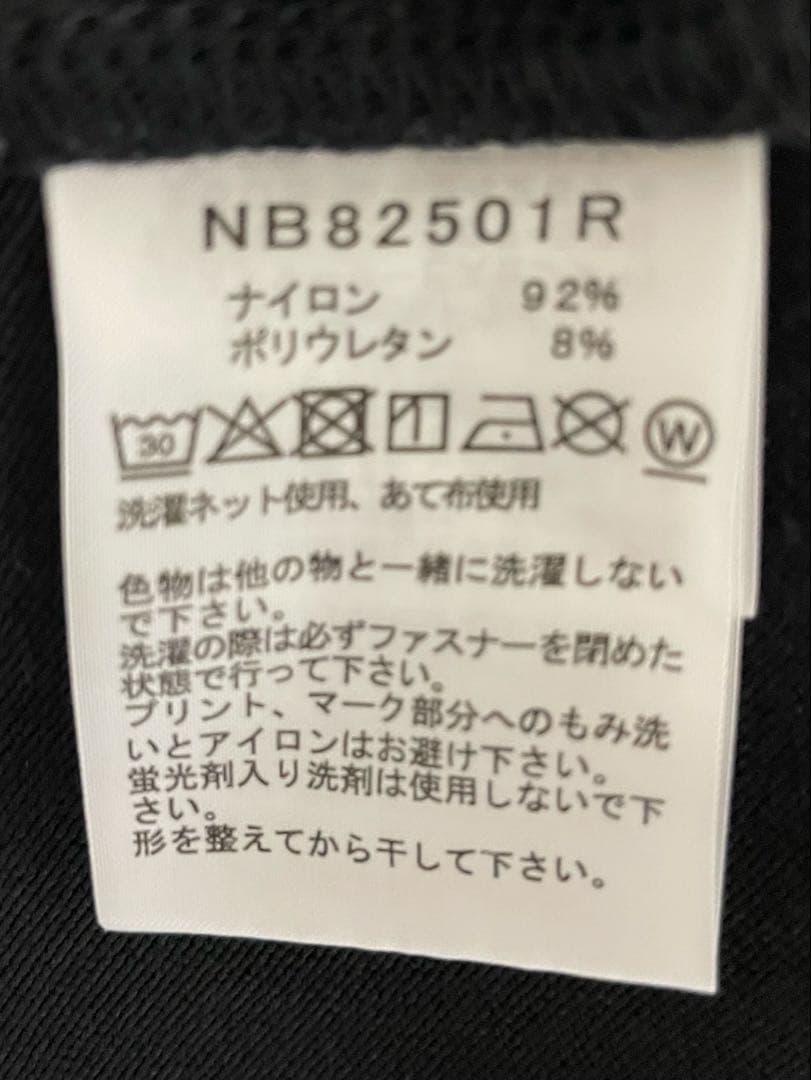 NB82501R
ナイロン 92%
ポリウレタン 8%
30 W
洗濯ネット使用、あて布使用
色物は他の物と一緒に洗濯しない
で下さい。
洗濯の際は必ずファスナーを閉めた
状態で行って下さい。
プリント、マーク部分へのもみ洗
いとアイロンはお避け下さい。
蛍光剤入り洗剤は使用しないで下
さい。
形を整えてから干して下さい。